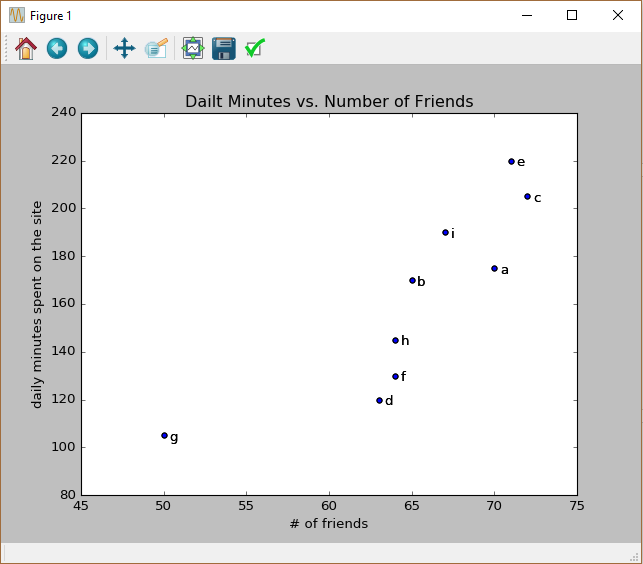 Figure 1
Dailt Minutes vs. Number of Friends
240
220
200
180
160
140
120
100
80
daily minutes spent on the site
e
c
i
a
b
h
f
d
g
45 50 55 60 65 70 75
# of friends